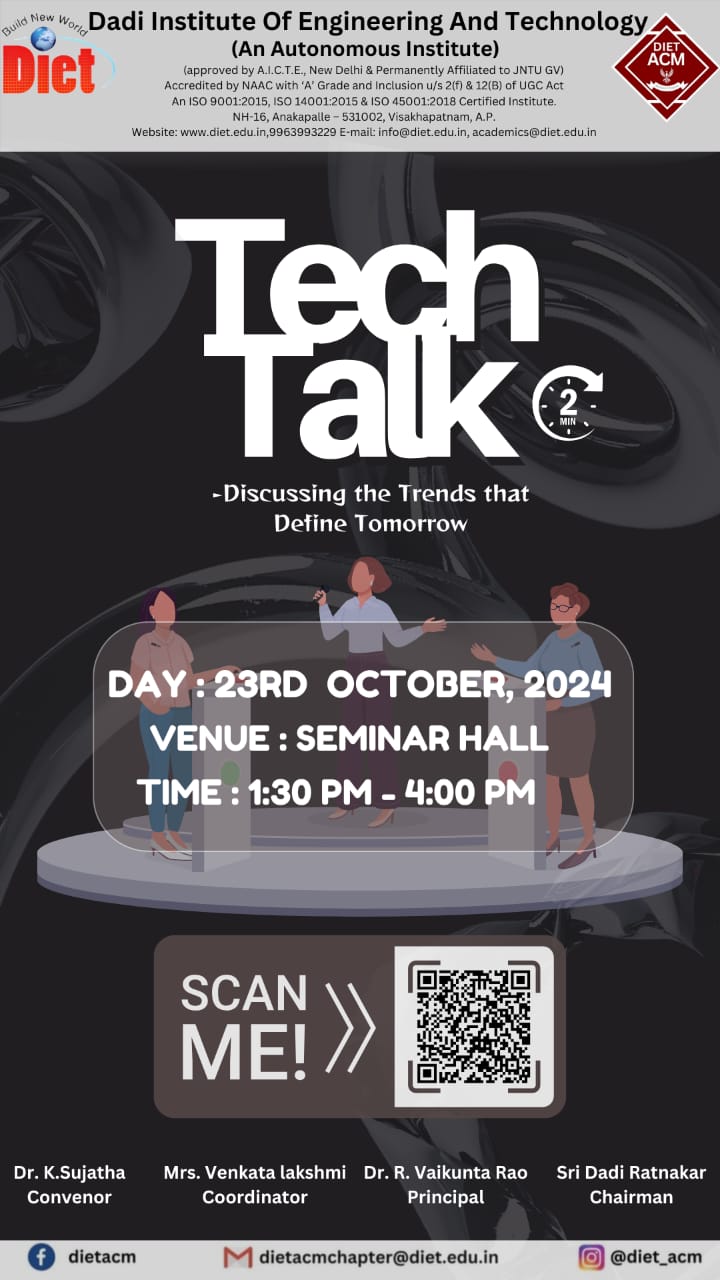 Build New World
Diet
Dadi Institute Of Engineering And Technology
(An Autonomous Institute)
(approved by A.I.C.T.E., New Delhi & Permanently Affiliated to JNTU GV)
Accredited by NAAC with ‘A’ Grade and Inclusion u/s 2(f) & 12(B) of UGC Act
An ISO 9001:2015, ISO 14001:2015 & ISO 45001:2018 Certified Institute.
NH-16, Anakapalle – 531002, Visakhapatnam, A.P.
Website: www.diet.edu.in,9963993229 E-mail: info@diet.edu.in, academics@diet.edu.in
DIET
ACM
Tech
Talk
2
MIN
-Discussing the Trends that
Define Tomorrow
DAY : 23RD OCTOBER, 2024
VENUE : SEMINAR HALL
TIME : 1:30 PM - 4:00 PM
SCAN
ME!
Dr. K.Sujatha
Convenor
Mrs. Venkata lakshmi
Coordinator
Dr. R. Vaikunta Rao
Principal
Sri Dadi Ratnakar
Chairman
dietacm
dietacmchapter@diet.edu.in
@diet_acm